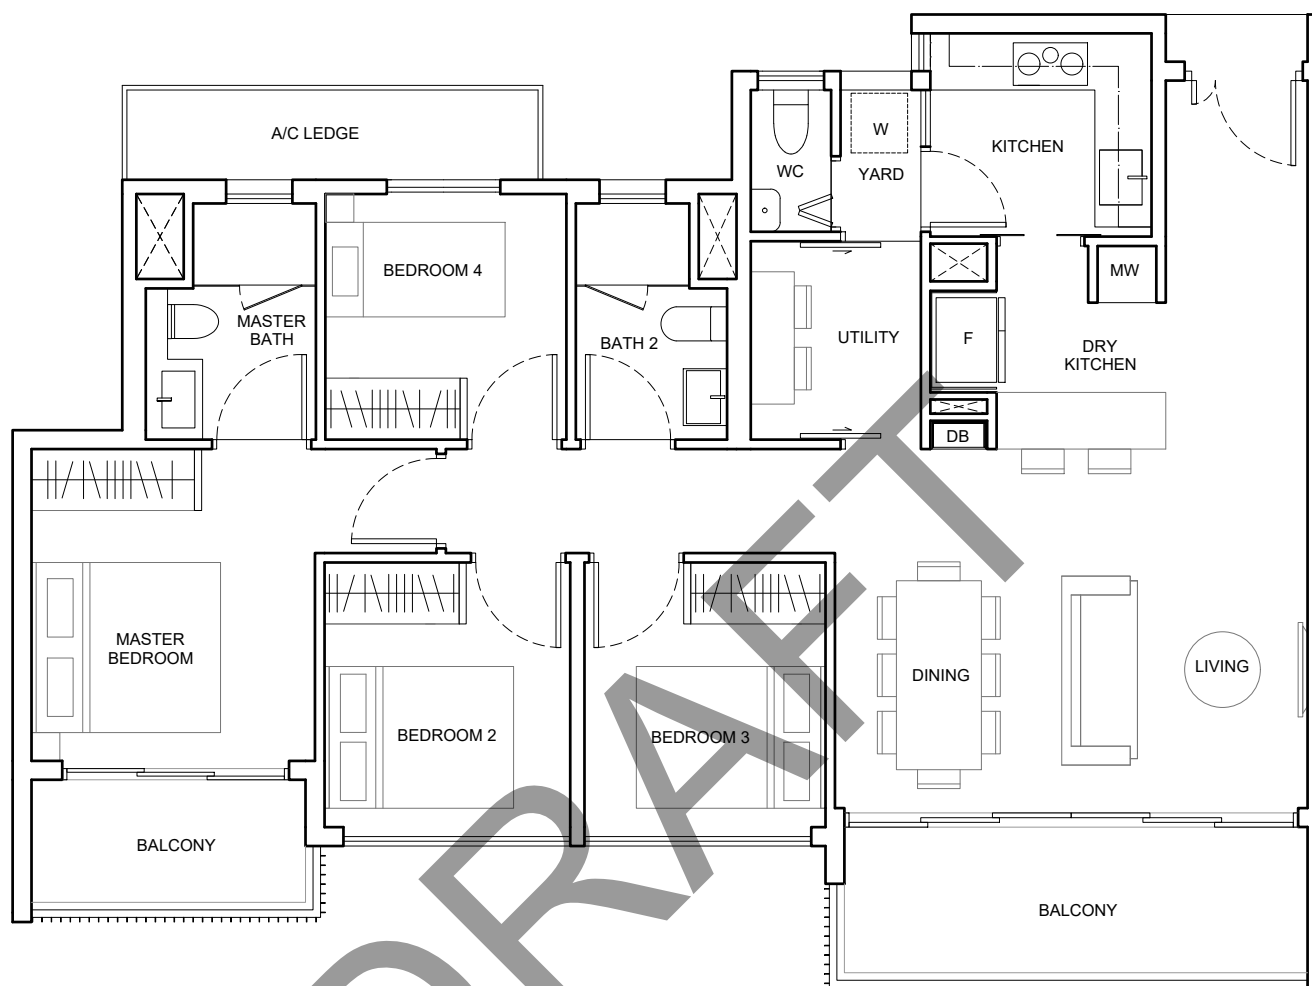 A/C LEDGE
W
KITCHEN
WC
YARD
BEDROOM 4
MW
MASTER
BATH
BATH 2
UTILITY
F
DRY
KITCHEN
DB
MASTER
BEDROOM
DINING
LIVING
BEDROOM 2
BEDROOM 3
BALCONY
BALCONY
DRAFT